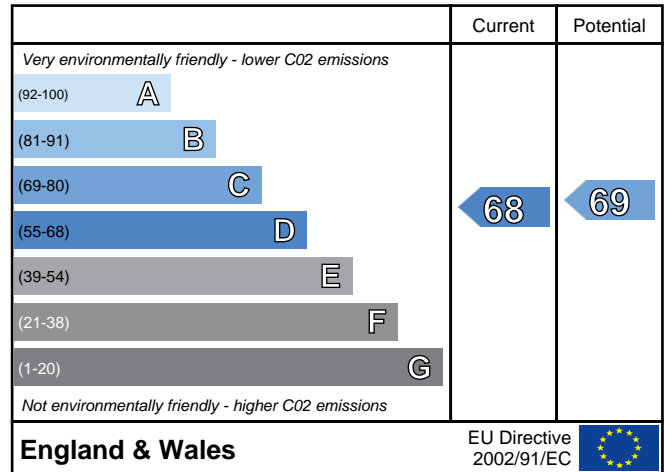 Current Potential
Very environmentally friendly - lower C02 emissions
(92-100) A
(81-91) B
(69-80) C
(55-68) D
(39-54) E
(21-38) F
(1-20) G
68 69
Not environmentally friendly - higher C02 emissions
England & Wales
EU Directive
2002/91/EC